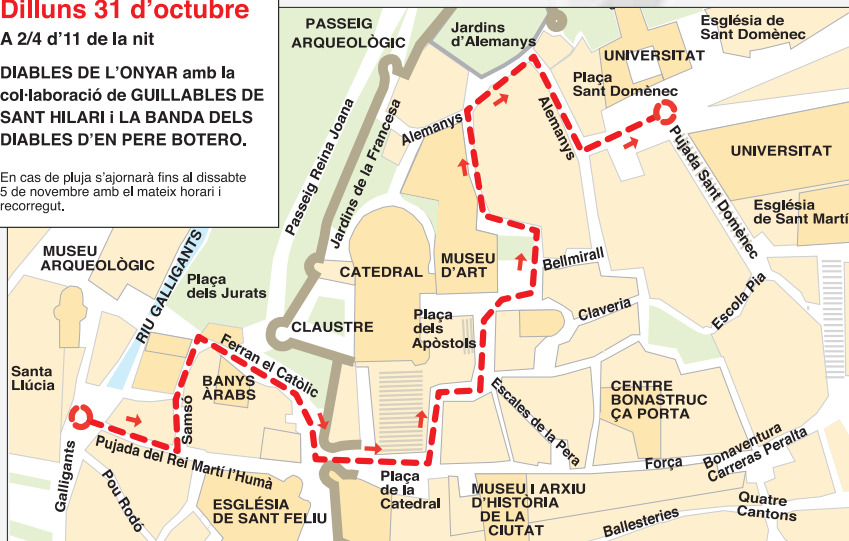 Dilluns 31 d'octubre
A 2/4 d'11 de la nit
DIABLES DE L'ONYAR amb la
col·laboració de GUILLABLES DE
SANT HILARI i LA BANDA DELS
DIABLES D'EN PERE BOTERO.
En cas de pluja s'ajornarà fins al dissabte
5 de novembre amb el mateix horari i
recorregut.
PASSEIG
ARQUEOLÒGIC
Jardins
d'Alemanys
Església de
Sant Domènec
UNIVERSITAT
Plaça
Sant Domènec
Passeig Reina Joana
Jardins de la Francesa
Alemanys
Alemanys
Pujada Sant Domènec
UNIVERSITAT
Església
de Sant Martí
MUSEU
ARQUEOLÒGIC
RIU GALLIGANTS
Plaça
dels Jurats
CATEDRAL
MUSEU
D'ART
Bellmirall
Claveria
Escola Pia
CLAUSTRE
Plaça
dels
Apòstols
Santa
Llúcia
Ferran el Catòlic
BANYS
ÀRABS
Samsó
Escales de la Pera
CENTRE
BONASTRUC
ÇA PORTA
Galligants
Pujada del Rei Martí l'Humà
Pou Rodó
ESGLÉSIA
DE SANT FELIU
Plaça
de la
Catedral
MUSEU I ARXIU
D'HISTÒRIA
DE LA
CIUTAT
Força
Bonaventura
Carreras Peralta
Ballesteries
Quatre
Cantons